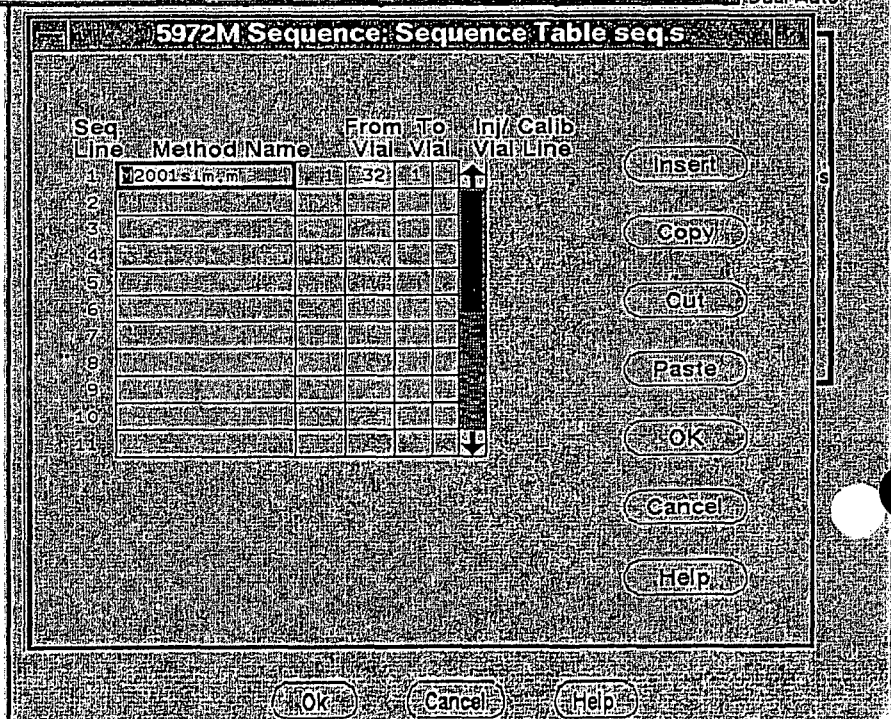 5972M Sequence: Sequence Table seq.s
Seq From To Inj/ Calib
Line Method Name Vial Vial Vial Line
1 M2001sim.m 1 32 1
2
3
4
5
6
7
8
9
10
11
Insert
Copy
Cut
Paste
OK
Cancel
Help
Ok Cancel Help